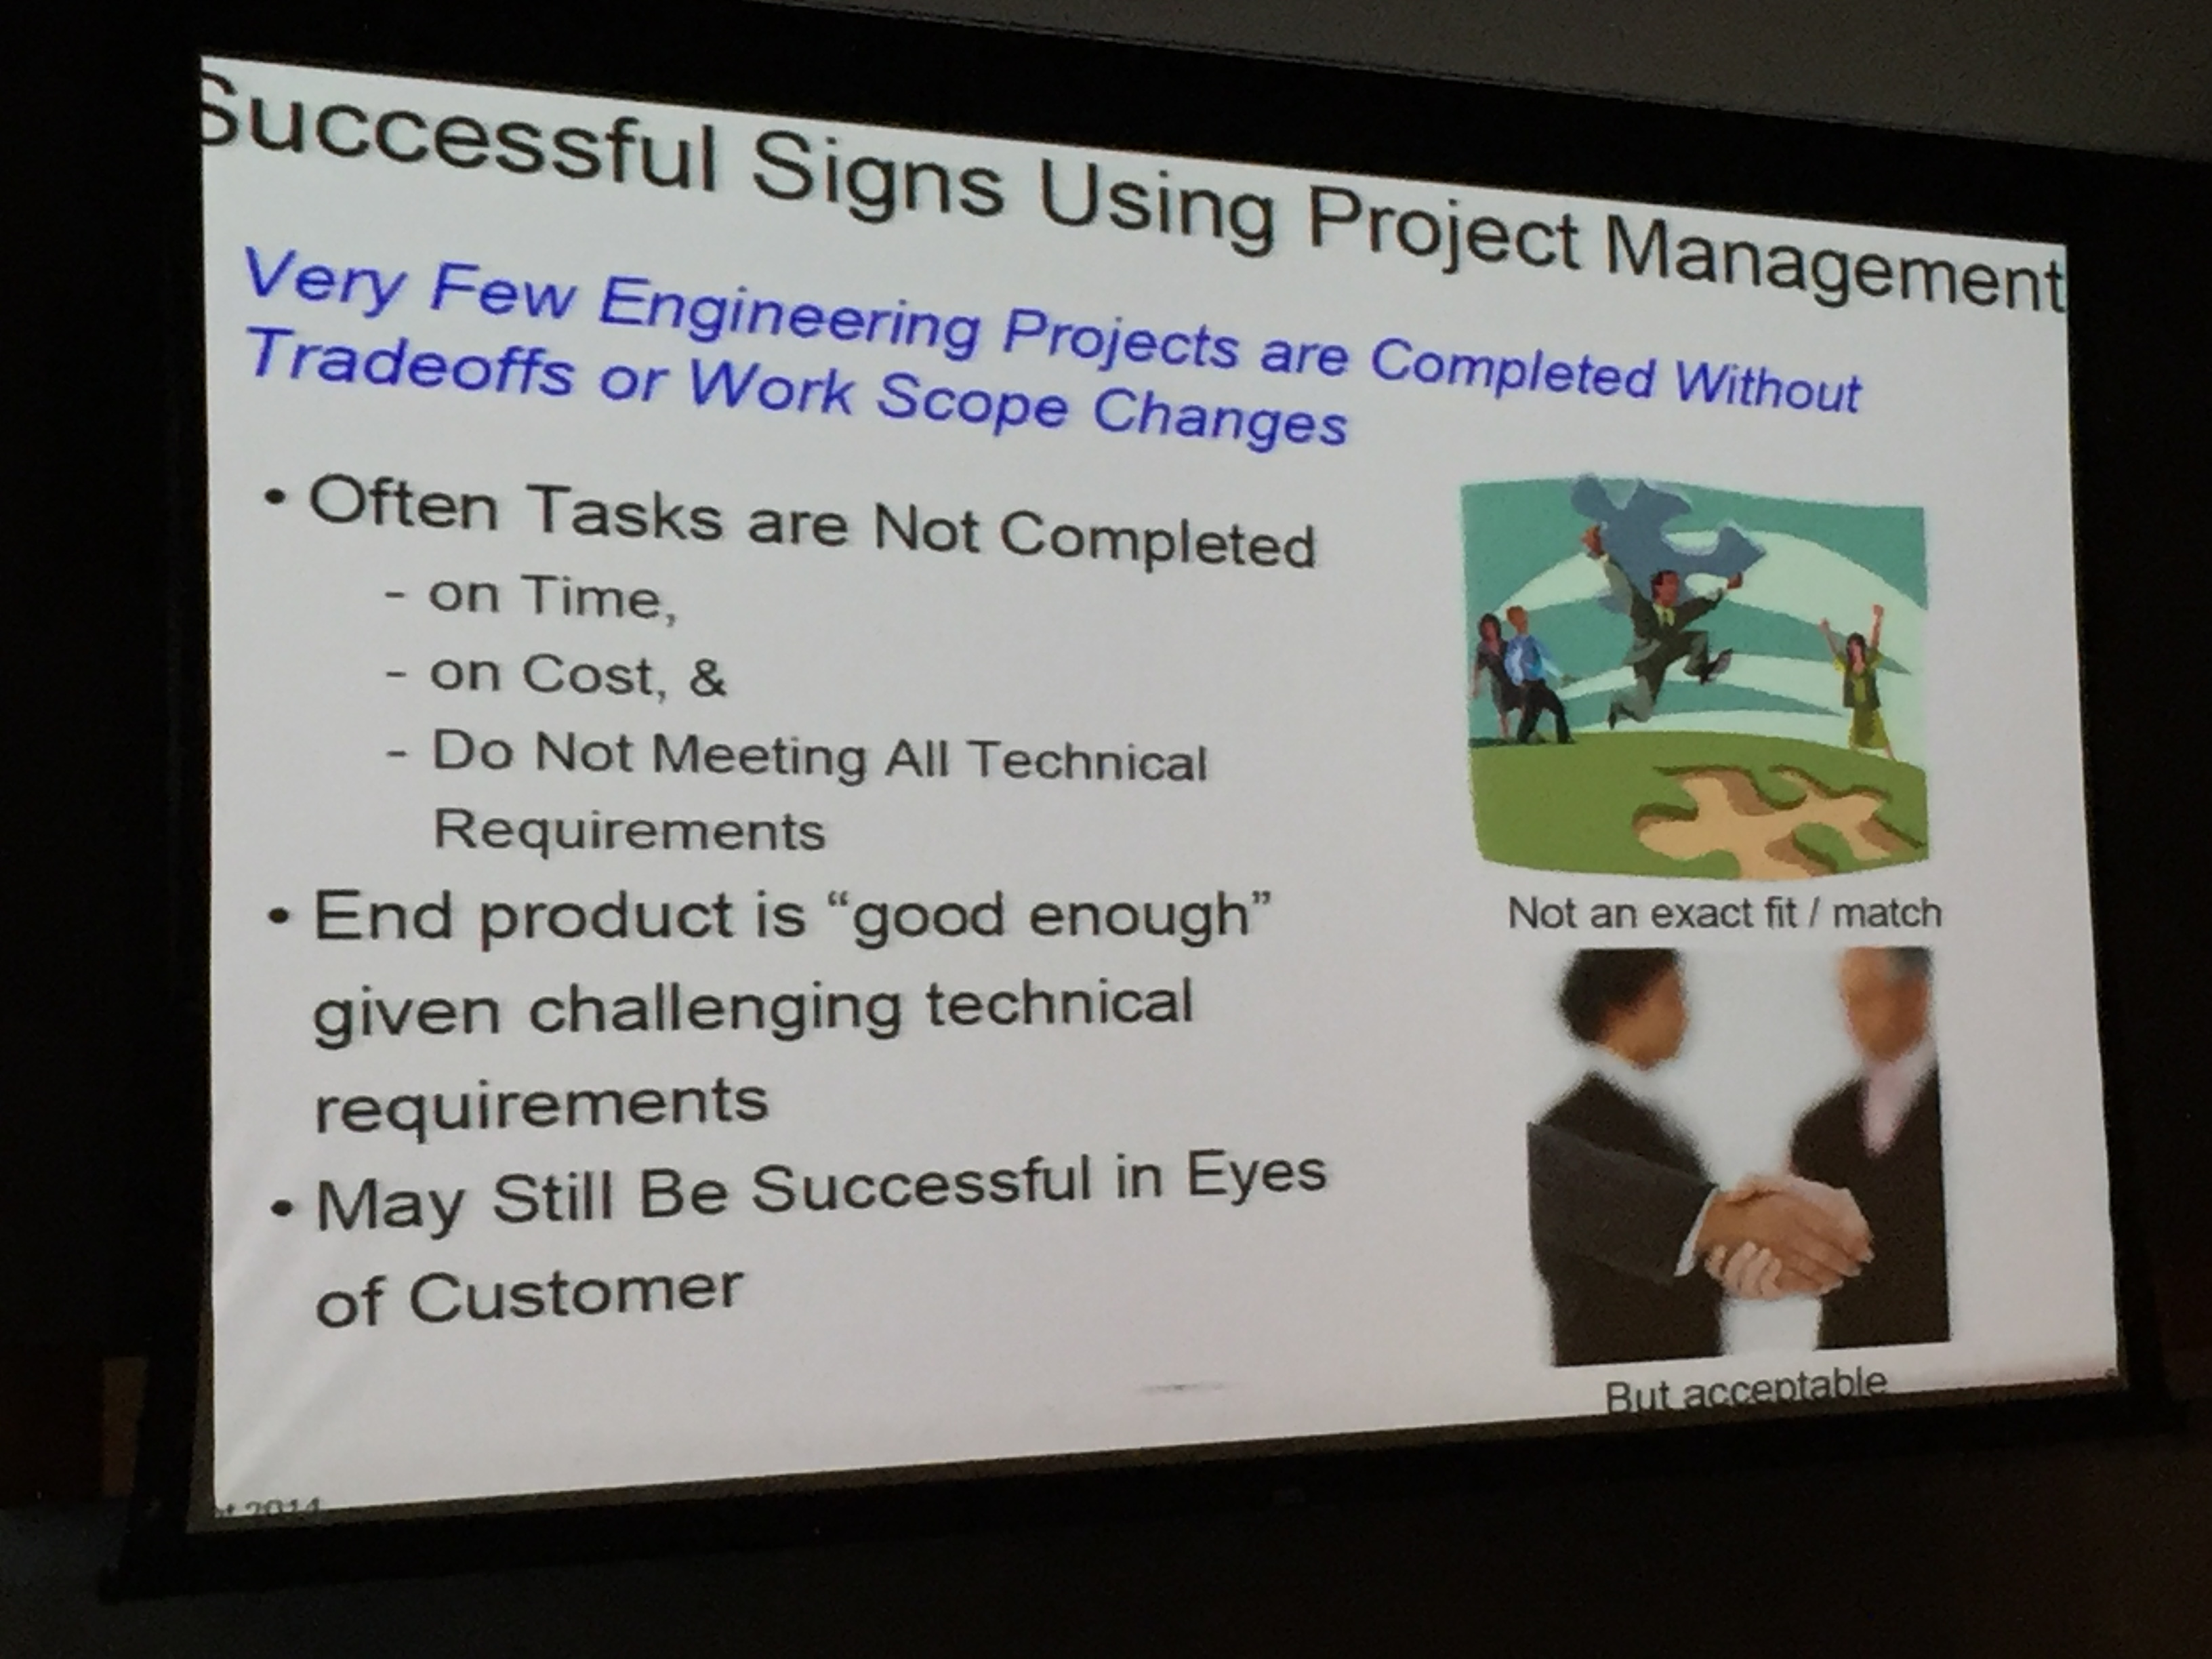 Successful Signs Using Project Management
Very Few Engineering Projects are Completed Without
Tradeoffs or Work Scope Changes
• Often Tasks are Not Completed
- on Time,
- on Cost, &
- Do Not Meeting All Technical
Requirements
• End product is “good enough”
given challenging technical
requirements
• May Still Be Successful in Eyes
of Customer
Not an exact fit / match
But acceptable
2014